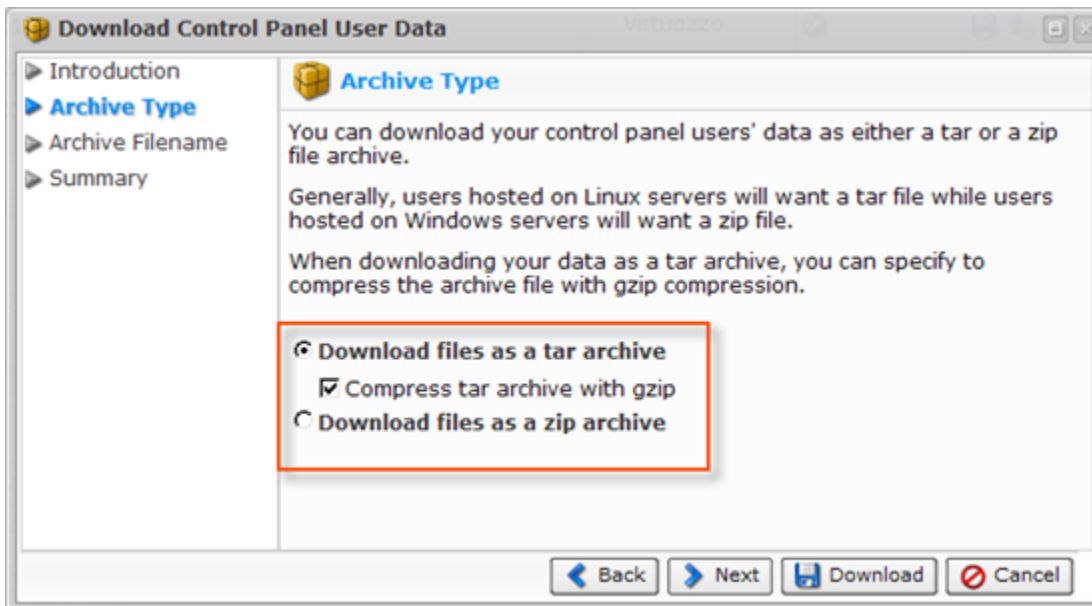 Download Control Panel User Data
Virtuozzo
Introduction
Archive Type
Archive Filename
Summary
Archive Type
You can download your control panel users' data as either a tar or a zip
file archive.
Generally, users hosted on Linux servers will want a tar file while users
hosted on Windows servers will want a zip file.
When downloading your data as a tar archive, you can specify to
compress the archive file with gzip compression.
Download files as a tar archive
Compress tar archive with gzip
Download files as a zip archive
Back
Next
Download
Cancel